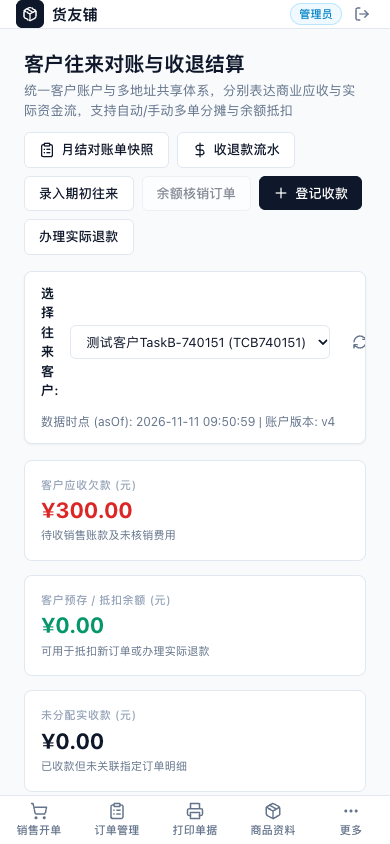 货友铺
管理员
客户往来对账与收退结算
统一客户账户与多地址共享体系，分别表达商业应收与实
际资金流，支持自动/手动多单分摊与余额抵扣
月结对账单快照
收退款流水
录入期初往来
余额核销订单
登记收款
办理实际退款
选
择
往
来
客
户:
测试客户TaskB-740151 (TCB740151)
数据时点 (asOf): 2026-11-11 09:50:59 | 账户版本: v4
客户应收欠款 (元)
¥300.00
待收销售账款及未核销费用
客户预存 / 抵扣余额 (元)
¥0.00
可用于抵扣新订单或办理实际退款
未分配实收款 (元)
¥0.00
已收款但未关联指定订单明细
销售开单
订单管理
打印单据
商品资料
更多